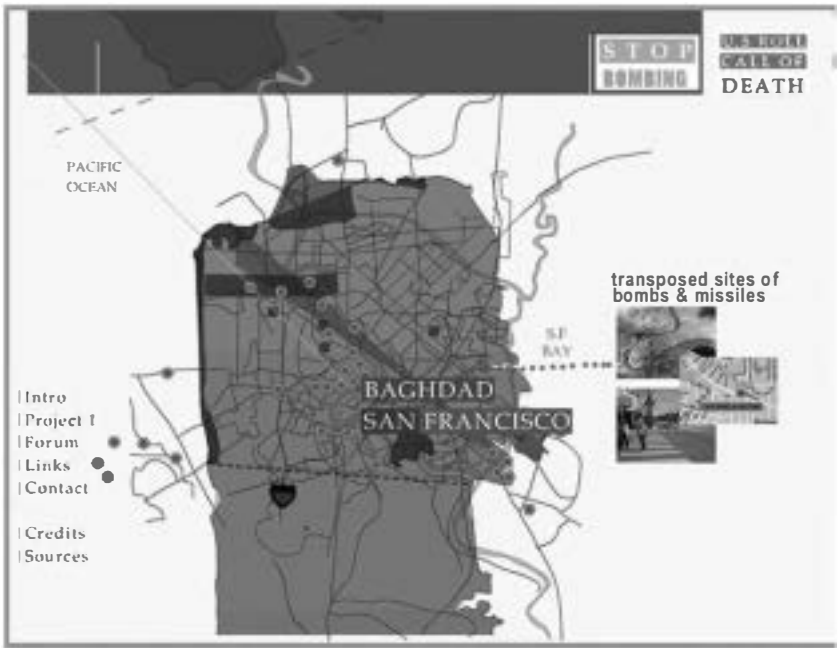 STOP
BOMBING
U.S ROLL
CALL OF
DEATH
PACIFIC
OCEAN
transposed sites of
bombs & missiles
S.F.
BAY
BAGHDAD
SAN FRANCISCO
| Intro
| Project 1
| Forum
| Links
| Contact
| Credits
| Sources